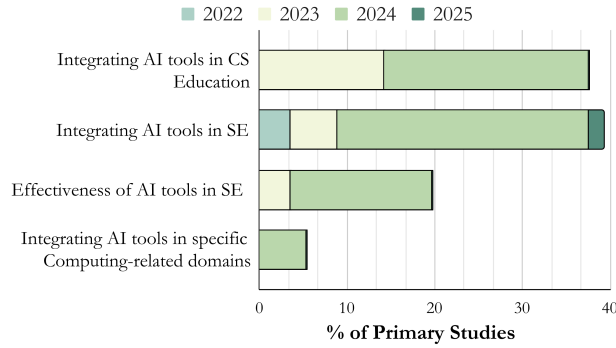 2022 2023 2024 2025
Integrating AI tools in CS
Education
Integrating AI tools in SE
Effectiveness of AI tools in SE
Integrating AI tools in specific
Computing-related domains
0 10 20 30 40
% of Primary Studies